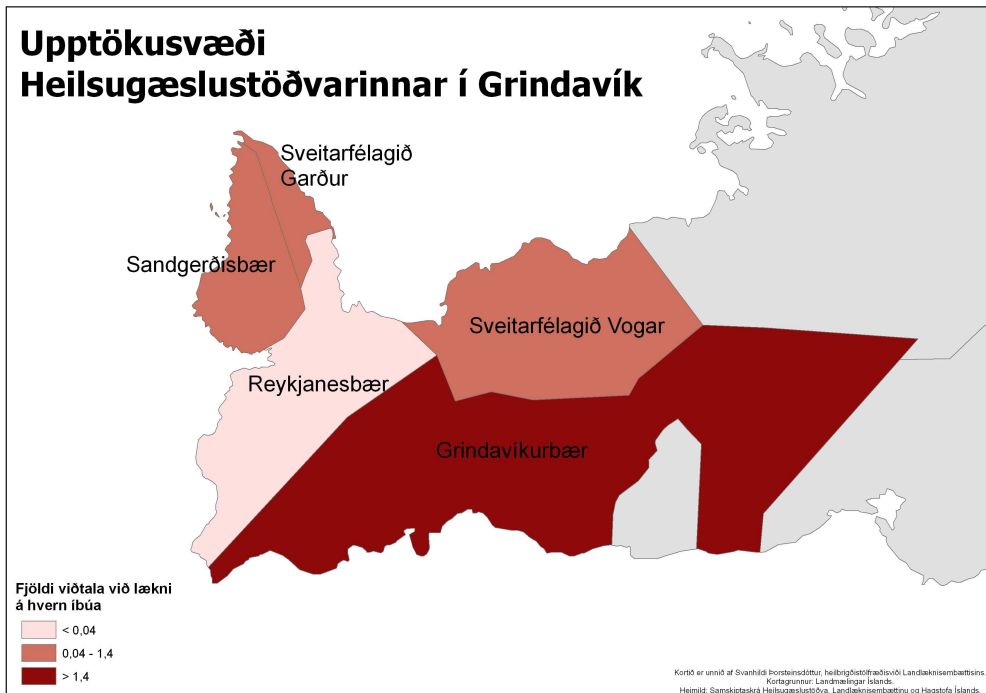 Upptökusvæði
Heilsugæslustöðvarinnar í Grindavík
Sveitarfélagið
Garður
Sandgerðisbær
Sveitarfélagið Vogar
Reykjanesbær
Grindavíkurbær
Fjöldi viðtala við lækni
á hvern íbúa
< 0,04
0,04 - 1,4
> 1,4
Kortið er unnið af Svanhildi Þorsteinsdóttur, heilbrigðistölfræðisviði Landlæknisembættisins.
Kortagrunnur: Landmælingar Íslands.
Heimild: Samskiptaskrá Heilsugæslustöðva, Landlæknisembættinu og Hagstofa Íslands.